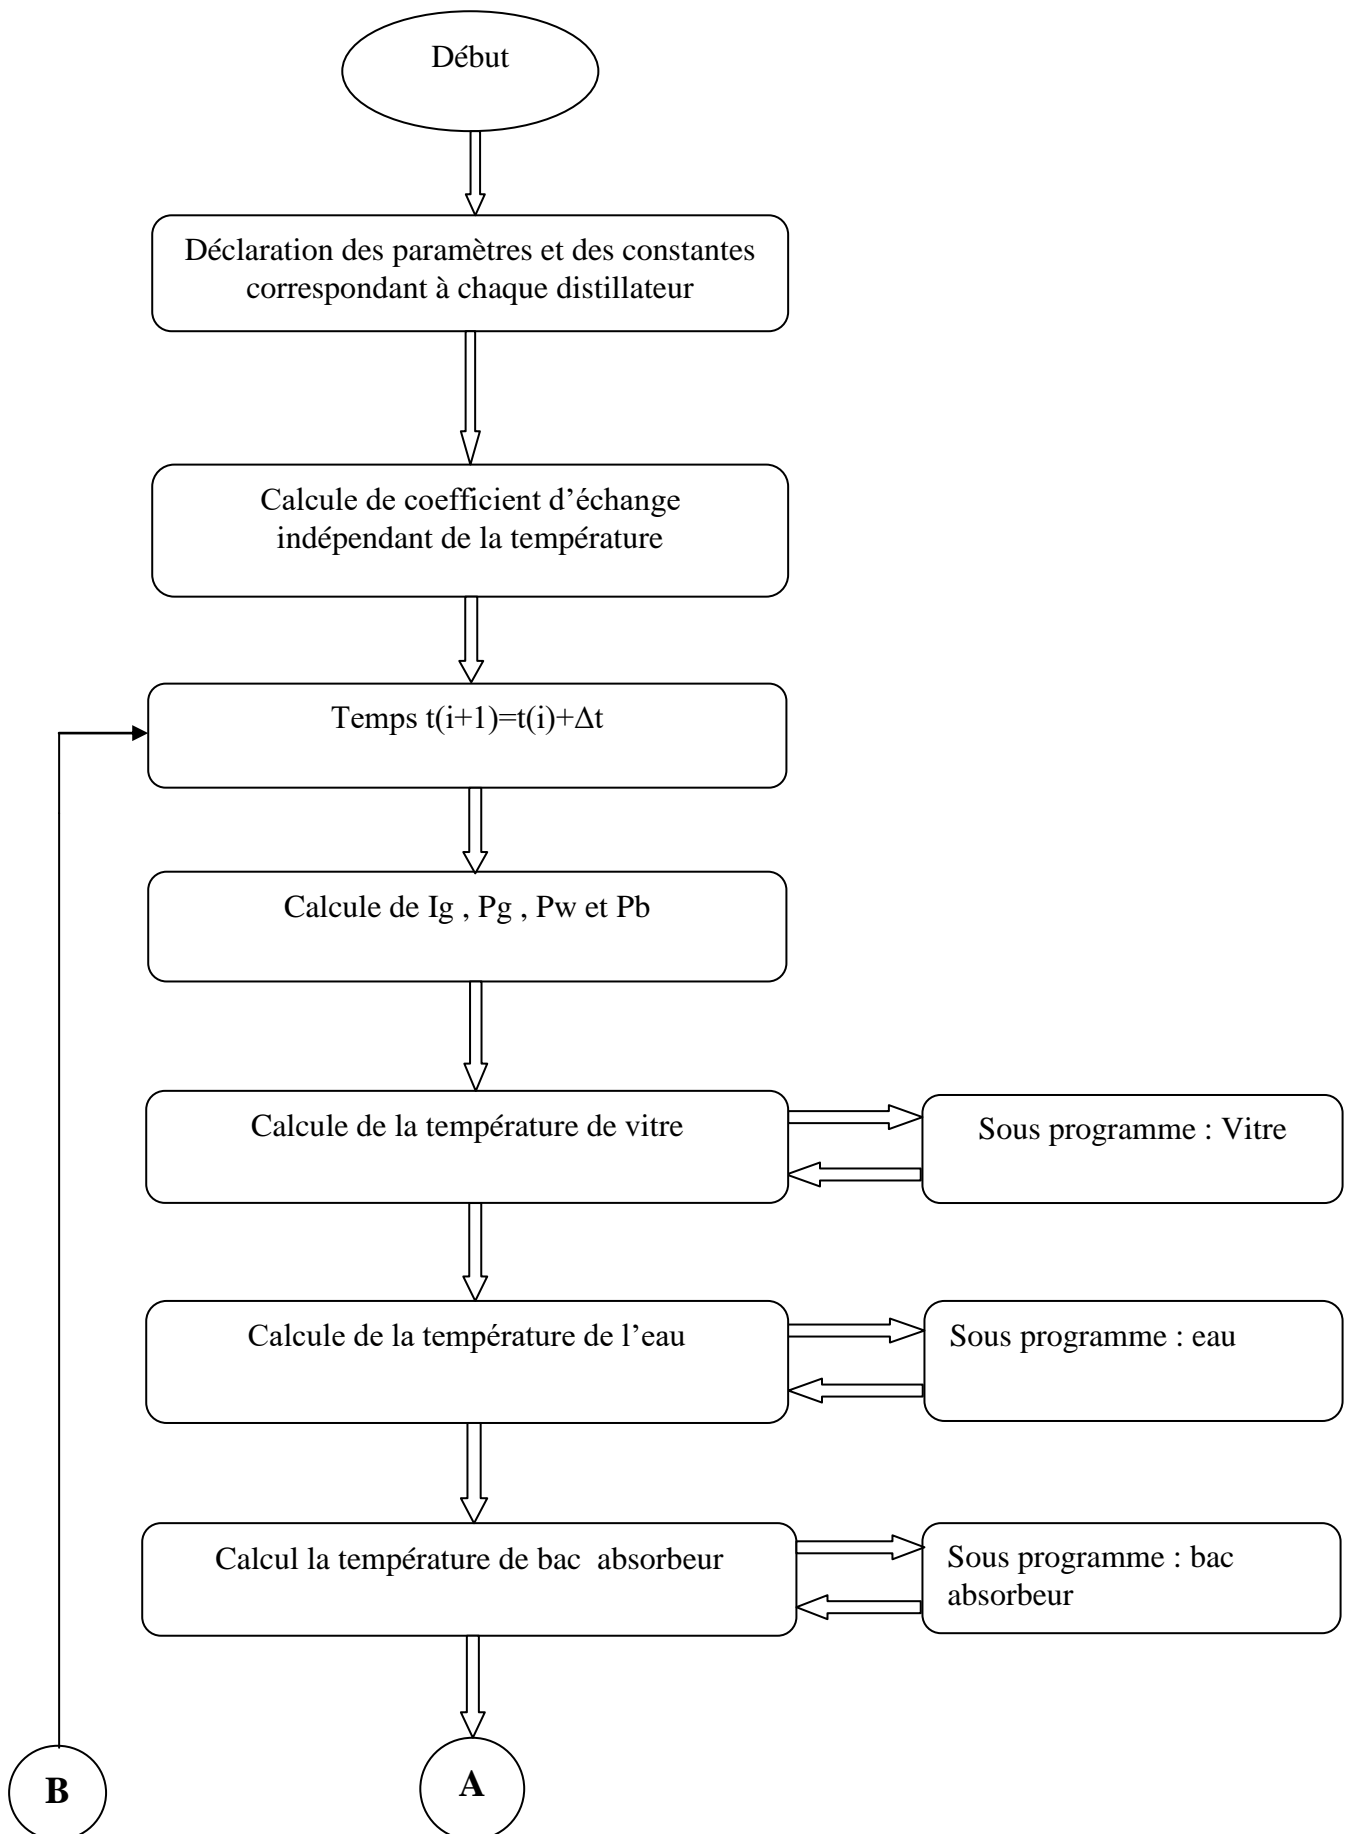 Début
Déclaration des paramètres et des constantes
correspondant à chaque distillateur
Calcule de coefficient d’échange
indépendant de la température
Temps t(i+1)=t(i)+Δt
Calcule de Ig , Pg , Pw et Pb
Calcule de la température de vitre
Sous programme : Vitre
Calcule de la température de l’eau
Sous programme : eau
Calcul la température de bac  absorbeur
Sous programme : bac
absorbeur
B
A